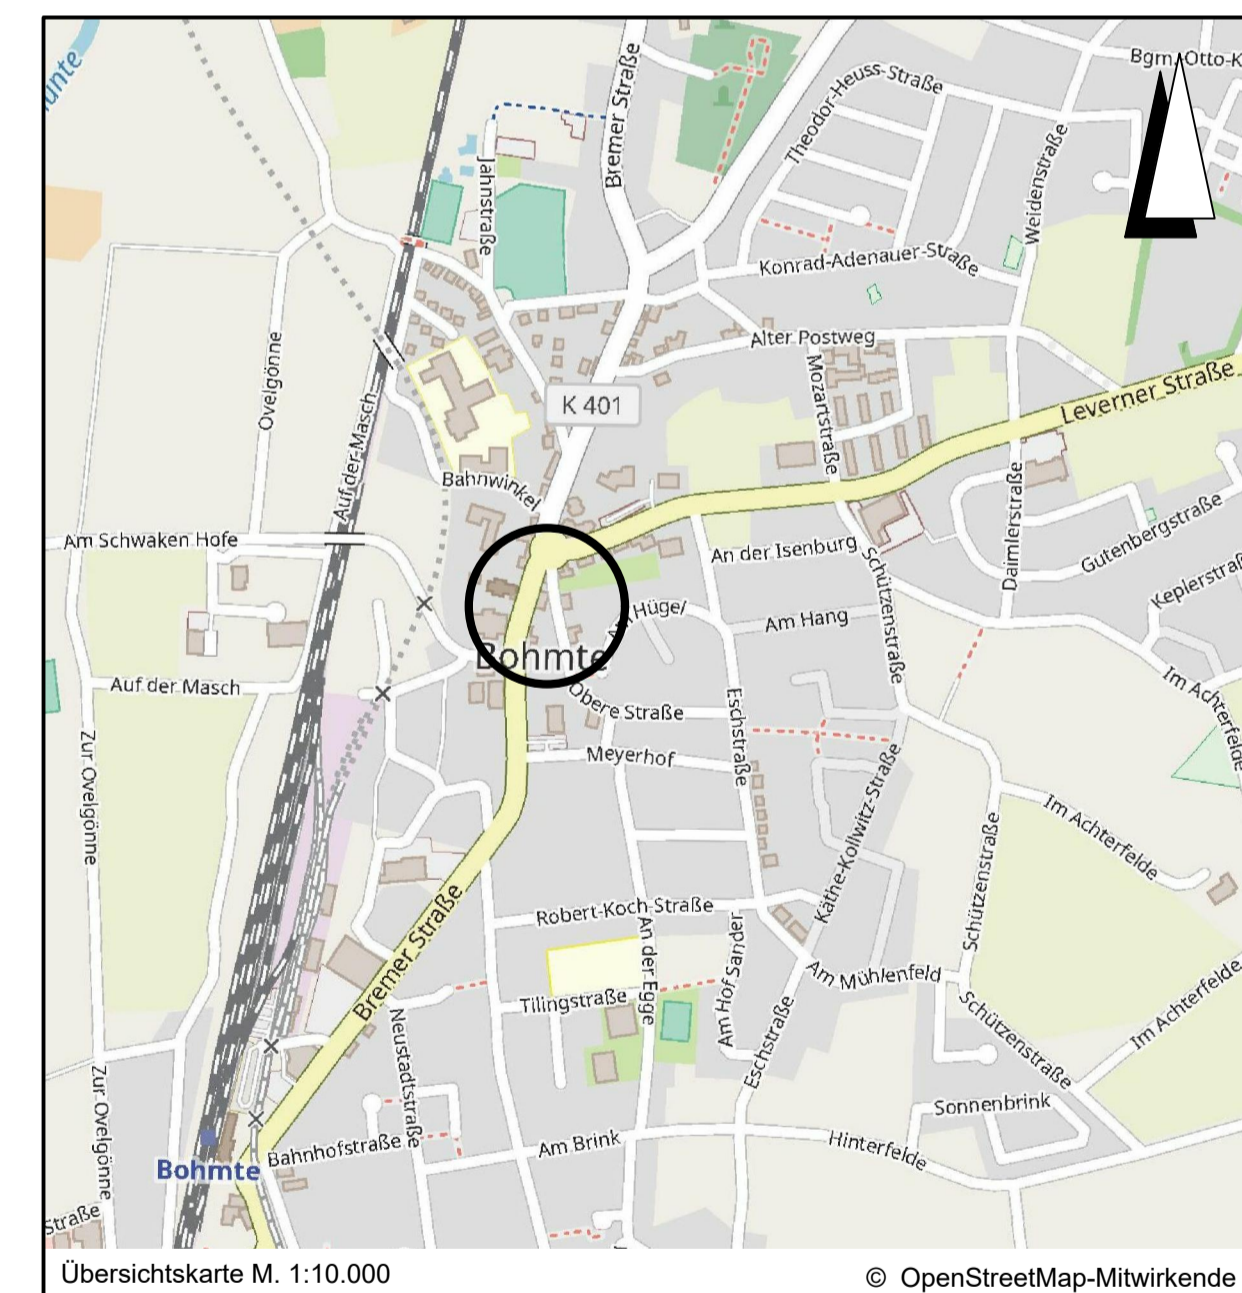 Bremer Straße
Bgm.-Otto-K
unte
Theodor-Heuss-Straße
Jahnstraße
Weidenstraße
Konrad-Adenauer-Straße
Alter Postweg
Ovelgönne
Mozartstraße
Leverner Straße
K 401
Auf der Masch
Bahnwinkel
Daimlerstraße
Gutenbergstraße
Am Schwaken Hofe
An der Isenburg
Schützenstraße
Keplerstraß
Am Hügel
Am Hang
Bohmte
Auf der Masch
Obere Straße
Eschstraße
Im Achterfelde
Zur Ovelgönne
Meyerhof
Käthe-Kollwitz-Straße
Im Achterfelde
Schützenstraße
Bremer Straße
Robert-Koch-Straße
An der Egge
Am Hof Sander
Am Mühlenfeld
Im Achterfelde
Tilingstraße
Neustadtstraße
Eschstraße
Schützenstraße
Zur Ovelgönne
Sonnenbrink
Bahnhofstraße
Am Brink
Hinterfelde
Bohmte
Straße
Übersichtskarte M. 1:10.000
© OpenStreetMap-Mitwirkende